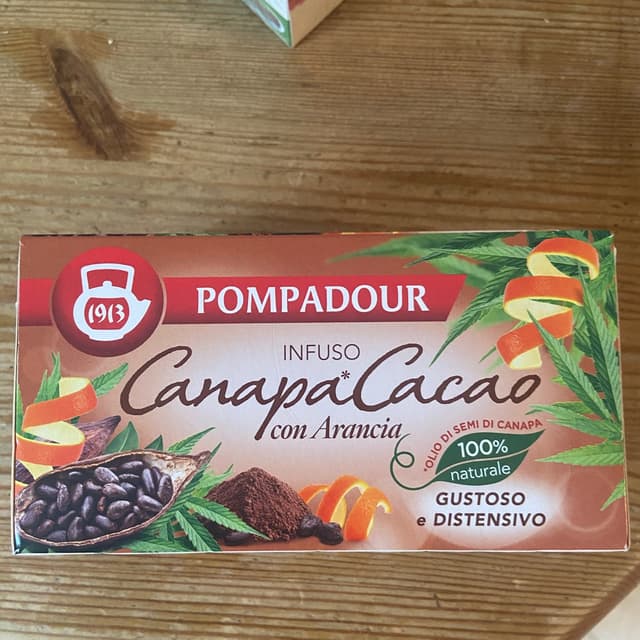 1913
POMPADOUR
INFUSO
Canapa*Cacao
con Arancia
*OLIO DI SEMI DI CANAPA
100%
naturale
GUSTOSO
e DISTENSIVO